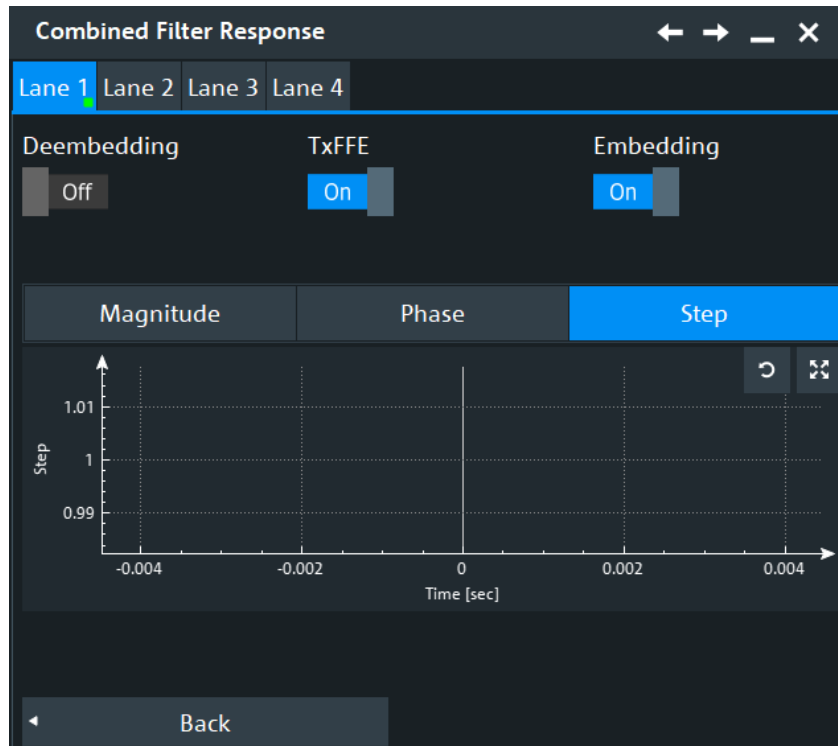 Combined Filter Response
Lane 1 Lane 2 Lane 3 Lane 4
Deembedding TxFFE Embedding
Off On On
Magnitude Phase Step
1.01
1
0.99
Step
-0.004 -0.002 0 0.002 0.004
Time [sec]
Back